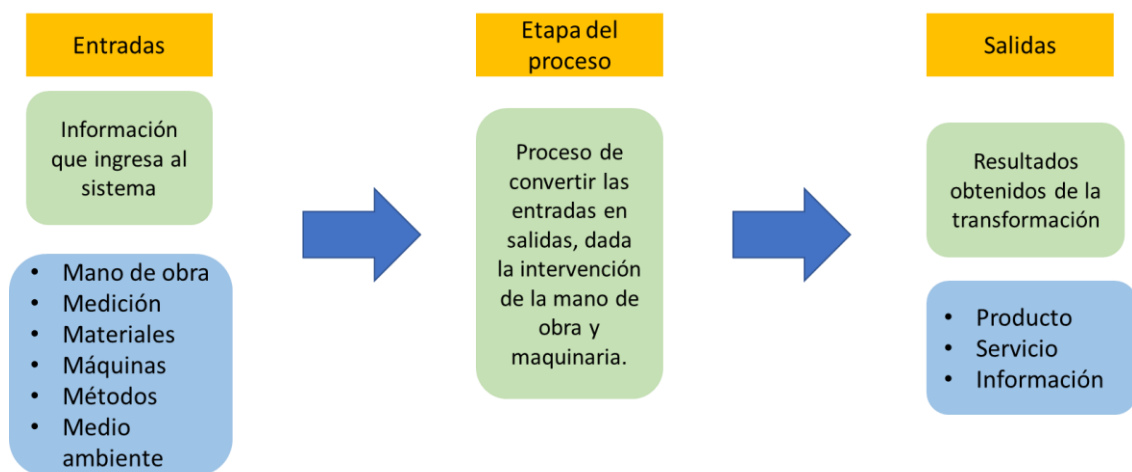 Entradas
Información
que ingresa al
sistema
• Mano de obra
• Medición
• Materiales
• Máquinas
• Métodos
• Medio
ambiente
Etapa del
proceso
Proceso de
convertir las
entradas en
salidas, dada
la intervención
de la mano de
obra y
maquinaria.
Salidas
Resultados
obtenidos de la
transformación
• Producto
• Servicio
• Información